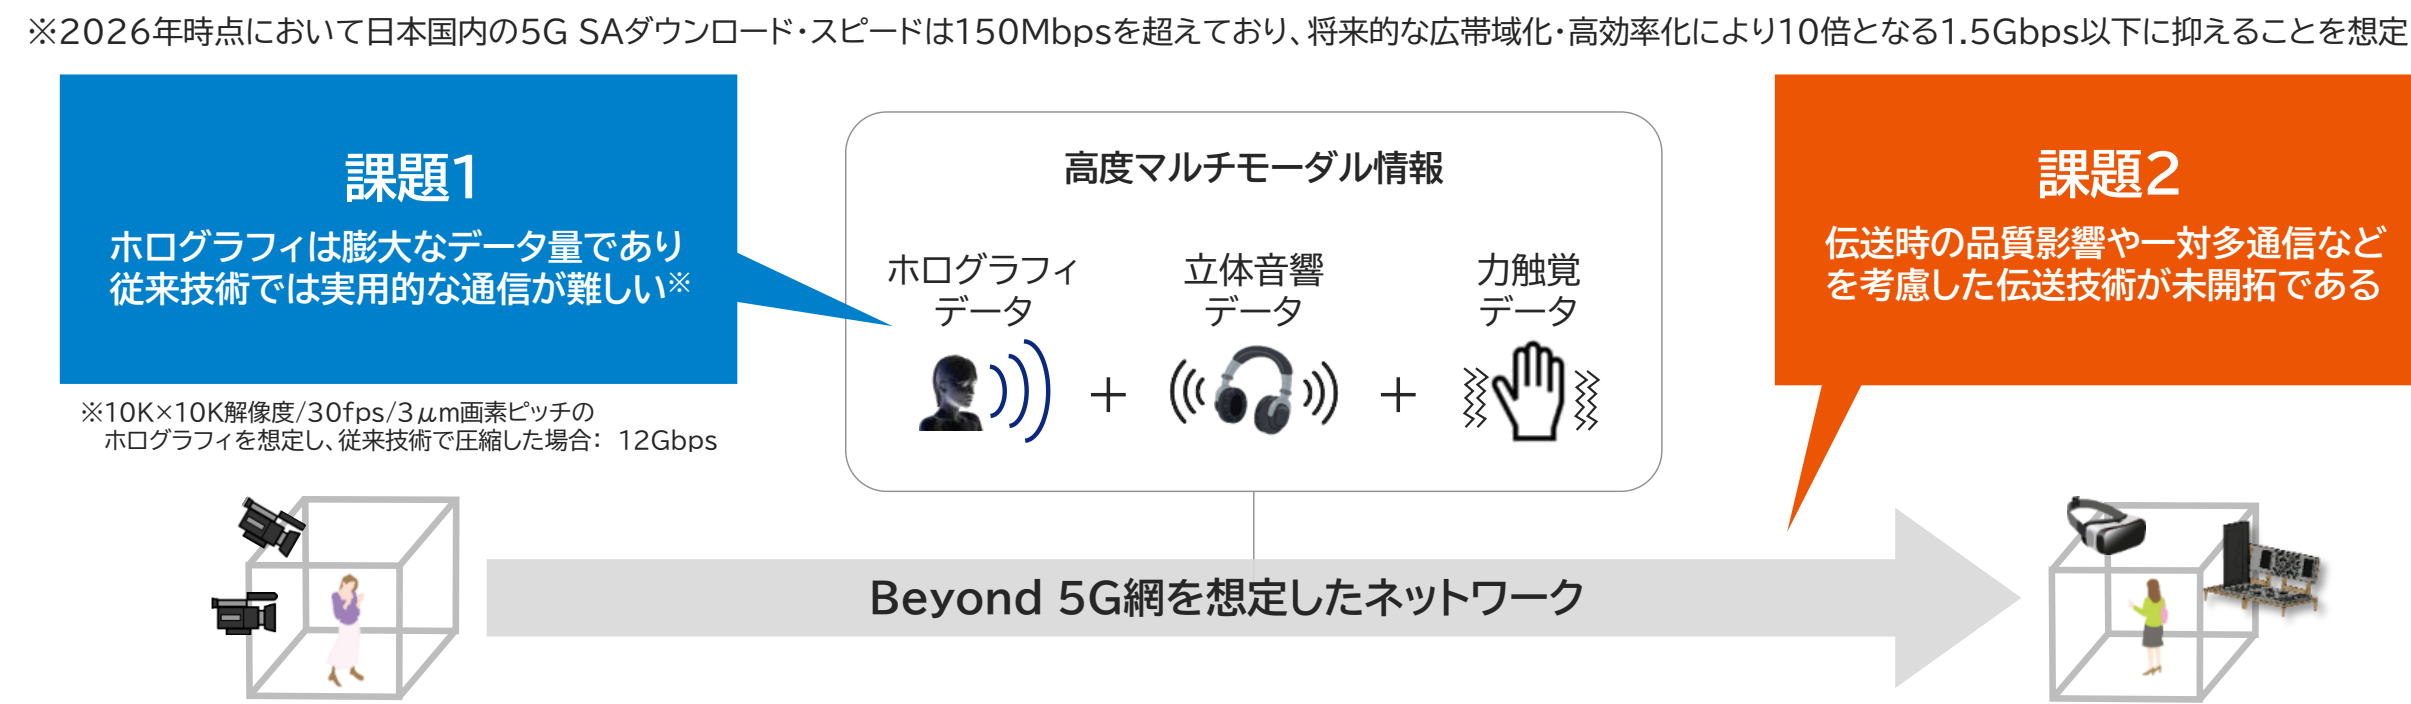 ※2026年時点において日本国内の5G SAダウンロード・スピードは150Mbpsを超えており、将来的な広帯域化・高効率化により10倍となる1.5Gbps以下に抑えることを想定
課題1
ホログラフィは膨大なデータ量であり
従来技術では実用的な通信が難しい※
※10K×10K解像度/30fps/3μm画素ピッチの
ホログラフィを想定し、従来技術で圧縮した場合： 12Gbps
高度マルチモーダル情報
ホログラフィ
データ
立体音響
データ
力触覚
データ
＋
＋
課題2
伝送時の品質影響や一対多通信など
を考慮した伝送技術が未開拓である
Beyond 5G網を想定したネットワーク